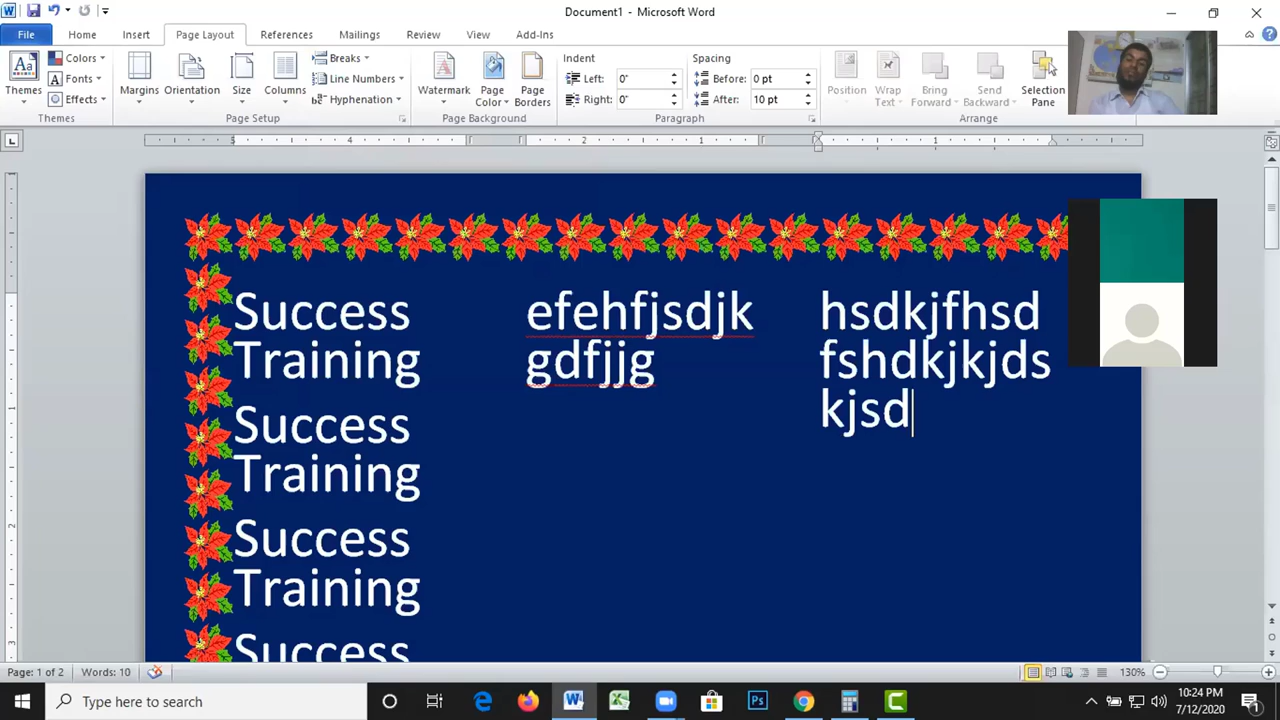 Document1 - Microsoft Word
File Home Insert Page Layout References Mailings Review View Add-Ins
Aa
Themes
Colors
Fonts
Effects
Themes
Margins
Orientation
Size
Columns
Breaks
Line Numbers
Hyphenation
Page Setup
Watermark
Page Color
Page Borders
Page Background
Indent
Left: 0"
Right: 0"
Spacing
Before: 0 pt
After: 10 pt
Paragraph
Position
Wrap Text
Bring Forward
Send Backward
Selection Pane
Arrange
Success
Training
Success
Training
Success
Training
Success
efehfjsdjk
gdfjjg
hsdkjfhsd
fshdkjkjds
kjsd
Page: 1 of 2 Words: 10
130%
Type here to search
10:24 PM
7/12/2020